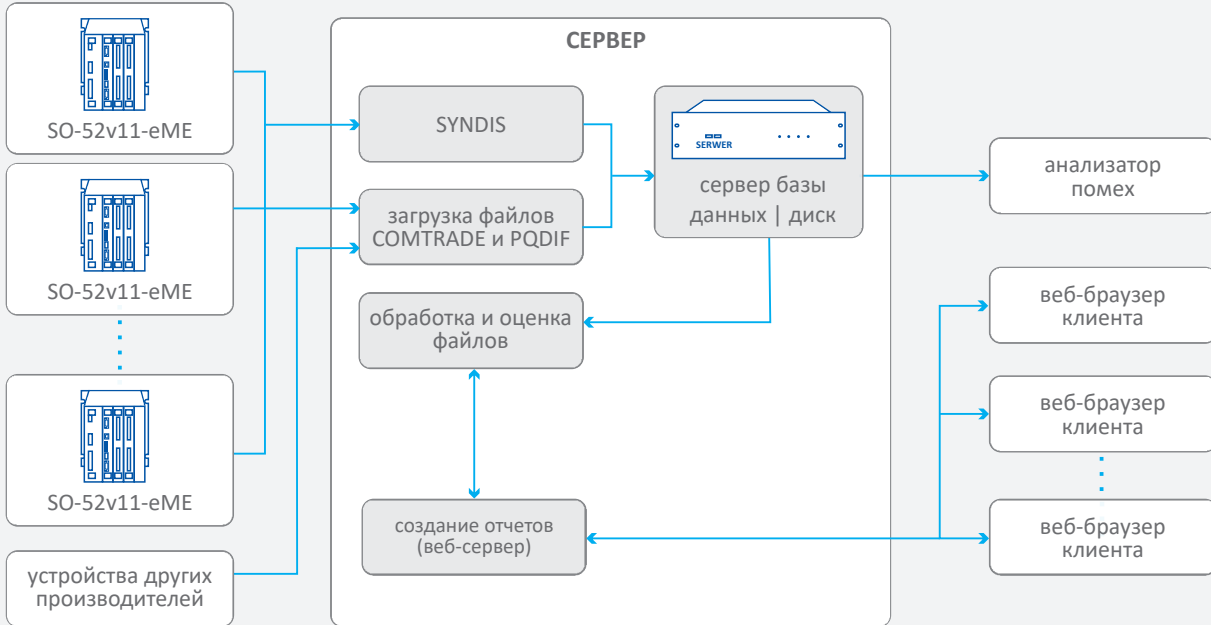 СЕРВЕР
SO-52v11-eME
SO-52v11-eME
SO-52v11-eME
устройства других
производителей
SYNDIS
загрузка файлов
COMTRADE и PQDIF
обработка и оценка
файлов
создание отчетов
(веб-сервер)
SERWER
сервер базы
данных | диск
анализатор
помех
веб-браузер
клиента
веб-браузер
клиента
веб-браузер
клиента